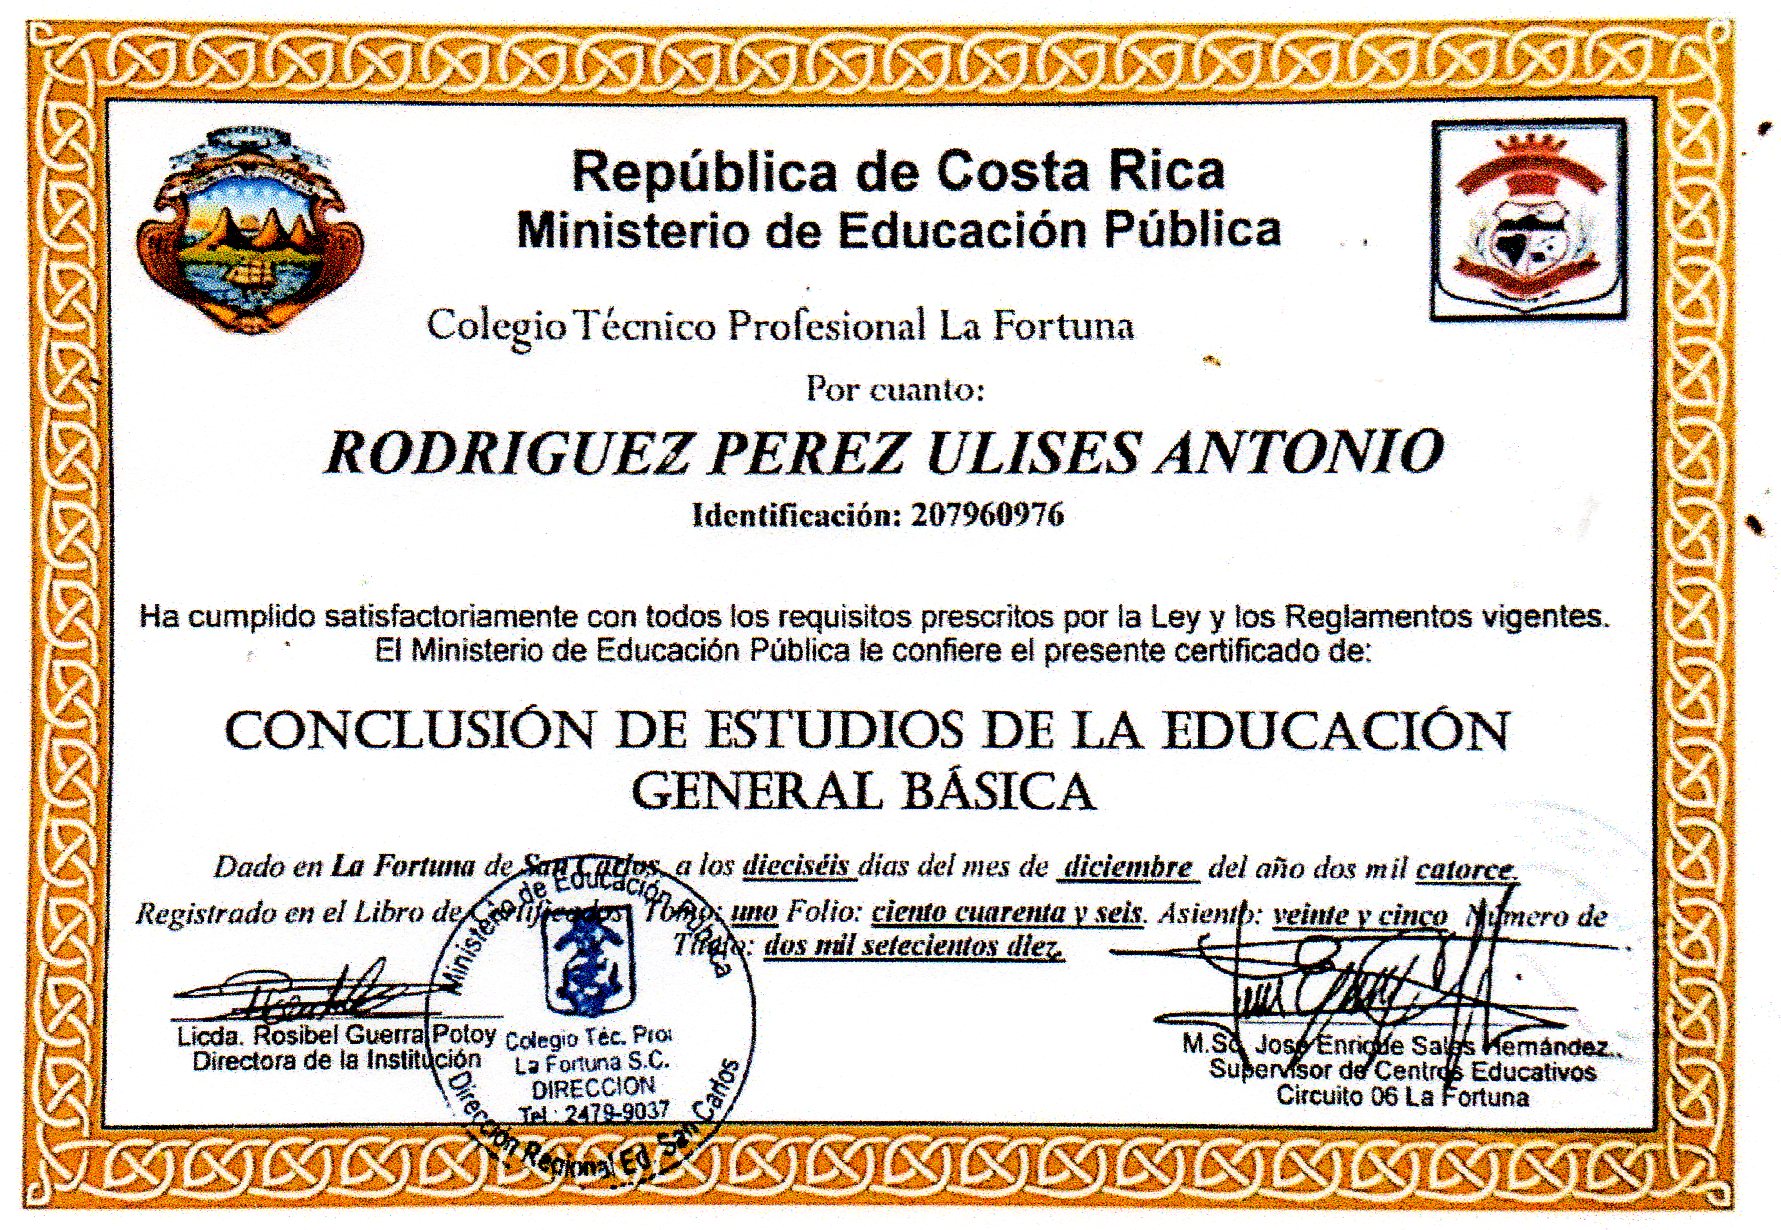 República de Costa Rica
Ministerio de Educación Pública
Colegio Técnico Profesional La Fortuna
Por cuanto:
RODRIGUEZ PEREZ ULISES ANTONIO
Identificación: 207960976
Ha cumplido satisfactoriamente con todos los requisitos prescritos por la Ley y los Reglamentos vigentes.
El Ministerio de Educación Pública le confiere el presente certificado de:
CONCLUSIÓN DE ESTUDIOS DE LA EDUCACIÓN
GENERAL BÁSICA
Dado en La Fortuna de San Carlos, a los dieciséis días del mes de diciembre del año dos mil catorce.
Registrado en el Libro de Certificados Tomo: uno Folio: ciento cuarenta y seis. Asiento: veinte y cinco Número de
Título: dos mil setecientos diez.
Licda. Rosibel Guerra Potoy
Directora de la Institución
Ministerio de Educación Pública
Colegio Téc. Prof
La Fortuna S.C.
DIRECCION
Tel.: 2479-9037
Dirección Regional Ed. San Carlos
M.Sc. José Enrique Salas Hernández.
Supervisor de Centros Educativos
Circuito 06 La Fortuna